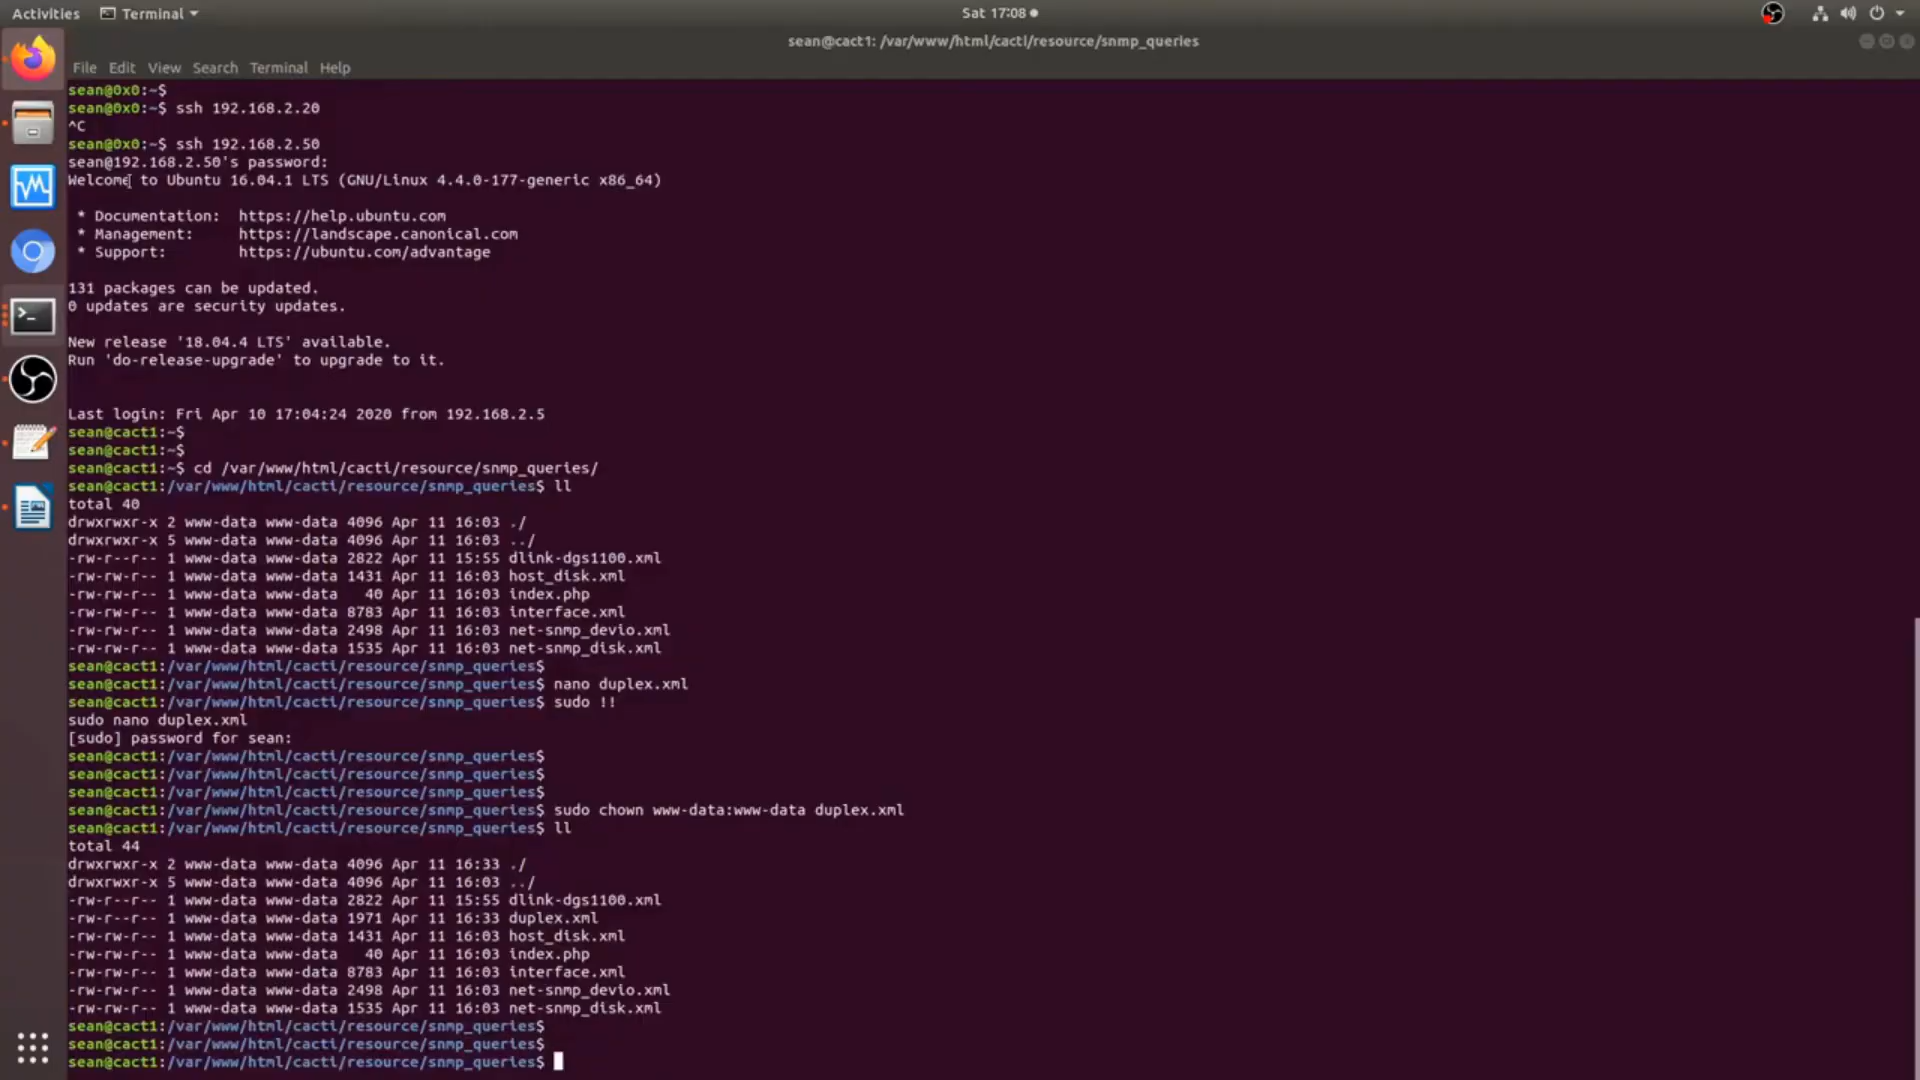 Activities Terminal Sat 17:08
sean@cact1: /var/www/html/cacti/resource/snmp_queries
File Edit View Search Terminal Help
sean@0x0:~$
sean@0x0:~$ ssh 192.168.2.20
^C
sean@0x0:~$ ssh 192.168.2.50
sean@192.168.2.50's password:
Welcome to Ubuntu 16.04.1 LTS (GNU/Linux 4.4.0-177-generic x86_64)
* Documentation: https://help.ubuntu.com
* Management: https://landscape.canonical.com
* Support: https://ubuntu.com/advantage
131 packages can be updated.
0 updates are security updates.
New release '18.04.4 LTS' available.
Run 'do-release-upgrade' to upgrade to it.
Last login: Fri Apr 10 17:04:24 2020 from 192.168.2.5
sean@cact1:~$
sean@cact1:~$
sean@cact1:~$ cd /var/www/html/cacti/resource/snmp_queries/
sean@cact1:/var/www/html/cacti/resource/snmp_queries$ ll
total 40
drwxrwxr-x 2 www-data www-data 4096 Apr 11 16:03 ./
drwxrwxr-x 5 www-data www-data 4096 Apr 11 16:03 ../
-rw-r--r-- 1 www-data www-data 2822 Apr 11 15:55 dlink-dgs1100.xml
-rw-rw-r-- 1 www-data www-data 1431 Apr 11 16:03 host_disk.xml
-rw-rw-r-- 1 www-data www-data 40 Apr 11 16:03 index.php
-rw-rw-r-- 1 www-data www-data 8783 Apr 11 16:03 interface.xml
-rw-rw-r-- 1 www-data www-data 2498 Apr 11 16:03 net-snmp_devio.xml
-rw-rw-r-- 1 www-data www-data 1535 Apr 11 16:03 net-snmp_disk.xml
sean@cact1:/var/www/html/cacti/resource/snmp_queries$
sean@cact1:/var/www/html/cacti/resource/snmp_queries$ nano duplex.xml
sean@cact1:/var/www/html/cacti/resource/snmp_queries$ sudo !!
sudo nano duplex.xml
[sudo] password for sean:
sean@cact1:/var/www/html/cacti/resource/snmp_queries$
sean@cact1:/var/www/html/cacti/resource/snmp_queries$
sean@cact1:/var/www/html/cacti/resource/snmp_queries$
sean@cact1:/var/www/html/cacti/resource/snmp_queries$ sudo chown www-data:www-data duplex.xml
sean@cact1:/var/www/html/cacti/resource/snmp_queries$ ll
total 44
drwxrwxr-x 2 www-data www-data 4096 Apr 11 16:33 ./
drwxrwxr-x 5 www-data www-data 4096 Apr 11 16:03 ../
-rw-r--r-- 1 www-data www-data 2822 Apr 11 15:55 dlink-dgs1100.xml
-rw-r--r-- 1 www-data www-data 1971 Apr 11 16:33 duplex.xml
-rw-rw-r-- 1 www-data www-data 1431 Apr 11 16:03 host_disk.xml
-rw-rw-r-- 1 www-data www-data 40 Apr 11 16:03 index.php
-rw-rw-r-- 1 www-data www-data 8783 Apr 11 16:03 interface.xml
-rw-rw-r-- 1 www-data www-data 2498 Apr 11 16:03 net-snmp_devio.xml
-rw-rw-r-- 1 www-data www-data 1535 Apr 11 16:03 net-snmp_disk.xml
sean@cact1:/var/www/html/cacti/resource/snmp_queries$
sean@cact1:/var/www/html/cacti/resource/snmp_queries$
sean@cact1:/var/www/html/cacti/resource/snmp_queries$